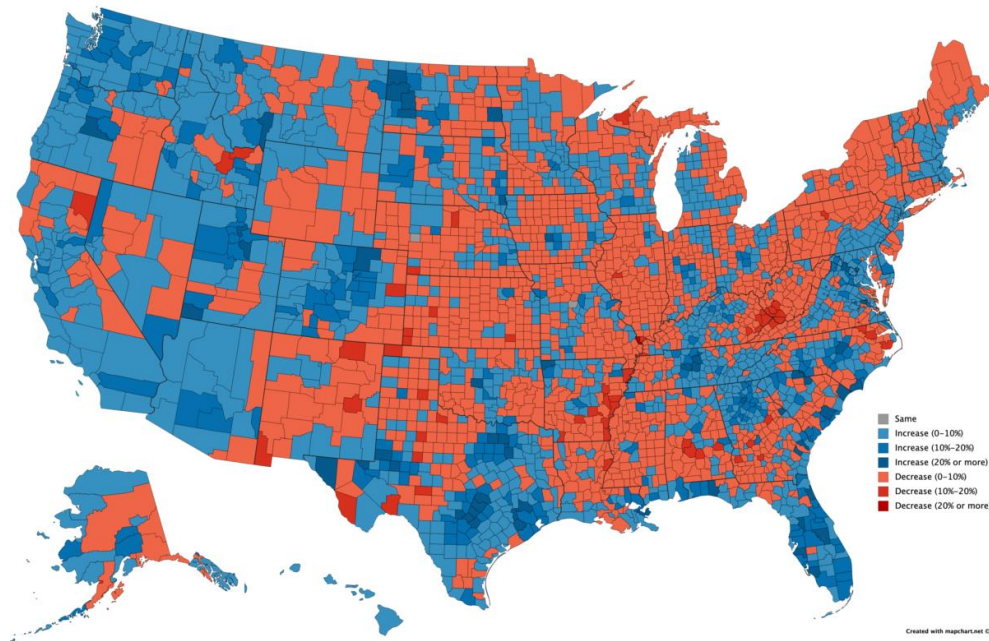 Same
Increase (0-10%)
Increase (10%-20%)
Increase (20% or more)
Decrease (0-10%)
Decrease (10%-20%)
Decrease (20% or more)
Created with mapchart.net ©